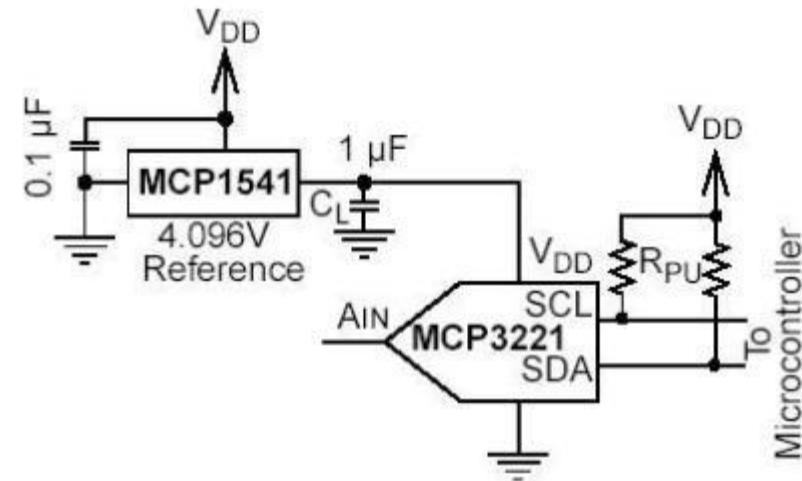 VDD
0.1 µF
MCP1541
4.096V
Reference
1 µF
CL
VDD
VDD
RPU
AIN
MCP3221
SCL
SDA
To
Microcontroller